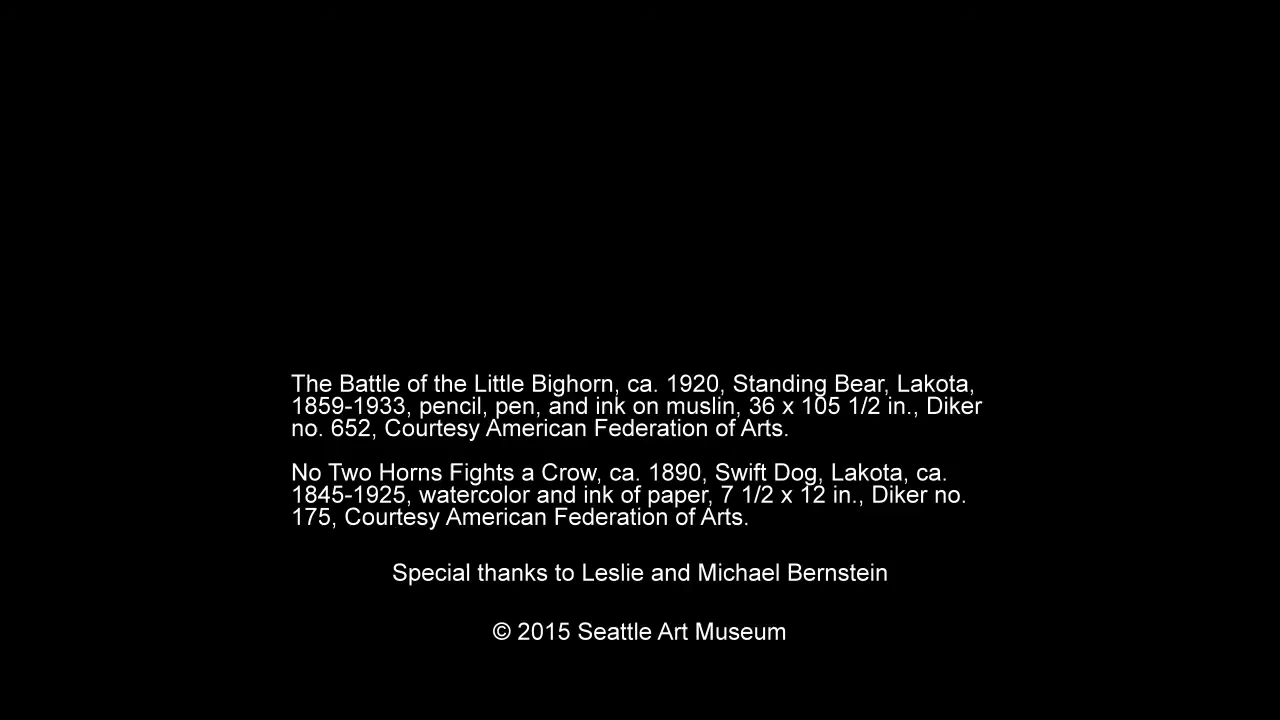 The Battle of the Little Bighorn, ca. 1920, Standing Bear, Lakota,
1859-1933, pencil, pen, and ink on muslin, 36 x 105 1/2 in., Diker
no. 652, Courtesy American Federation of Arts.
No Two Horns Fights a Crow, ca. 1890, Swift Dog, Lakota, ca.
1845-1925, watercolor and ink of paper, 7 1/2 x 12 in., Diker no.
175, Courtesy American Federation of Arts.
Special thanks to Leslie and Michael Bernstein
© 2015 Seattle Art Museum